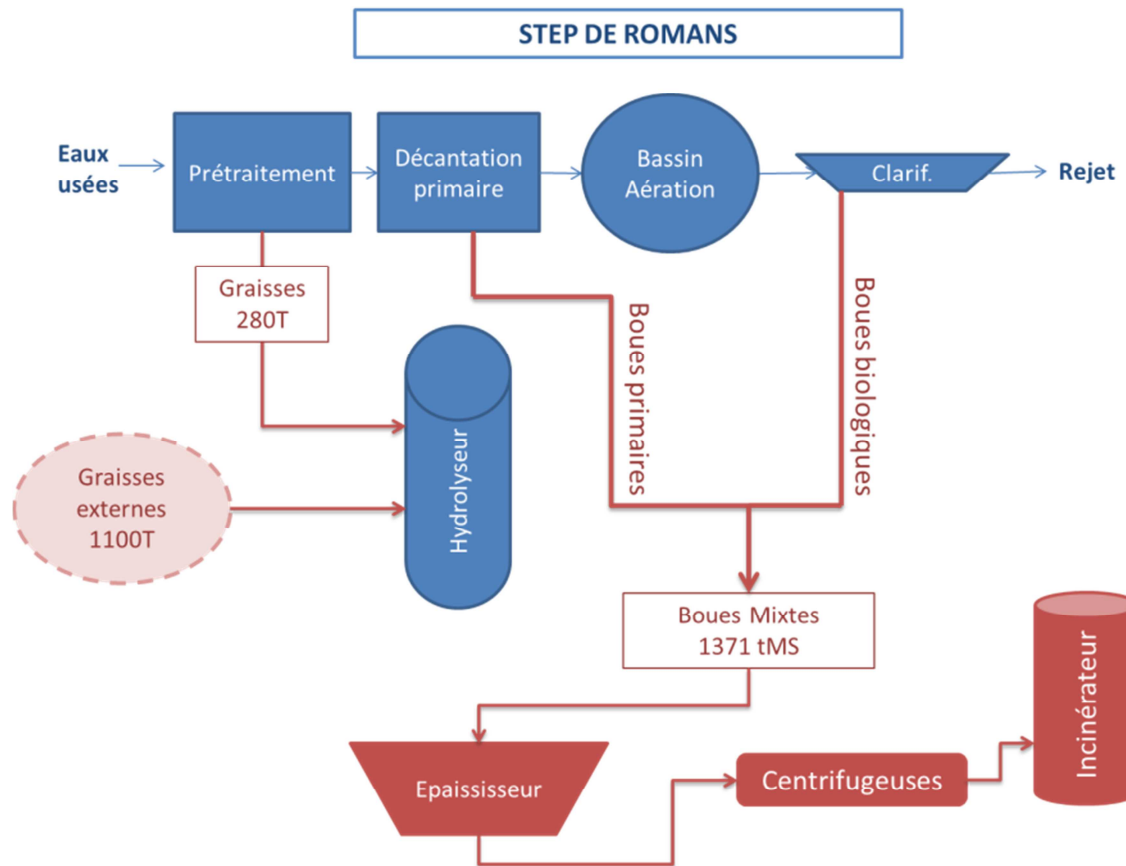 STEP DE ROMANS
Eaux
usées
Prétraitement
Décantation
primaire
Bassin
Aération
Clarif.
Rejet
Graisses
280T
Boues primaires
Boues biologiques
Hydrolyseur
Graisses
externes
1100T
Boues Mixtes
1371 tMS
Epaississeur
Centrifugeuses
Incinérateur